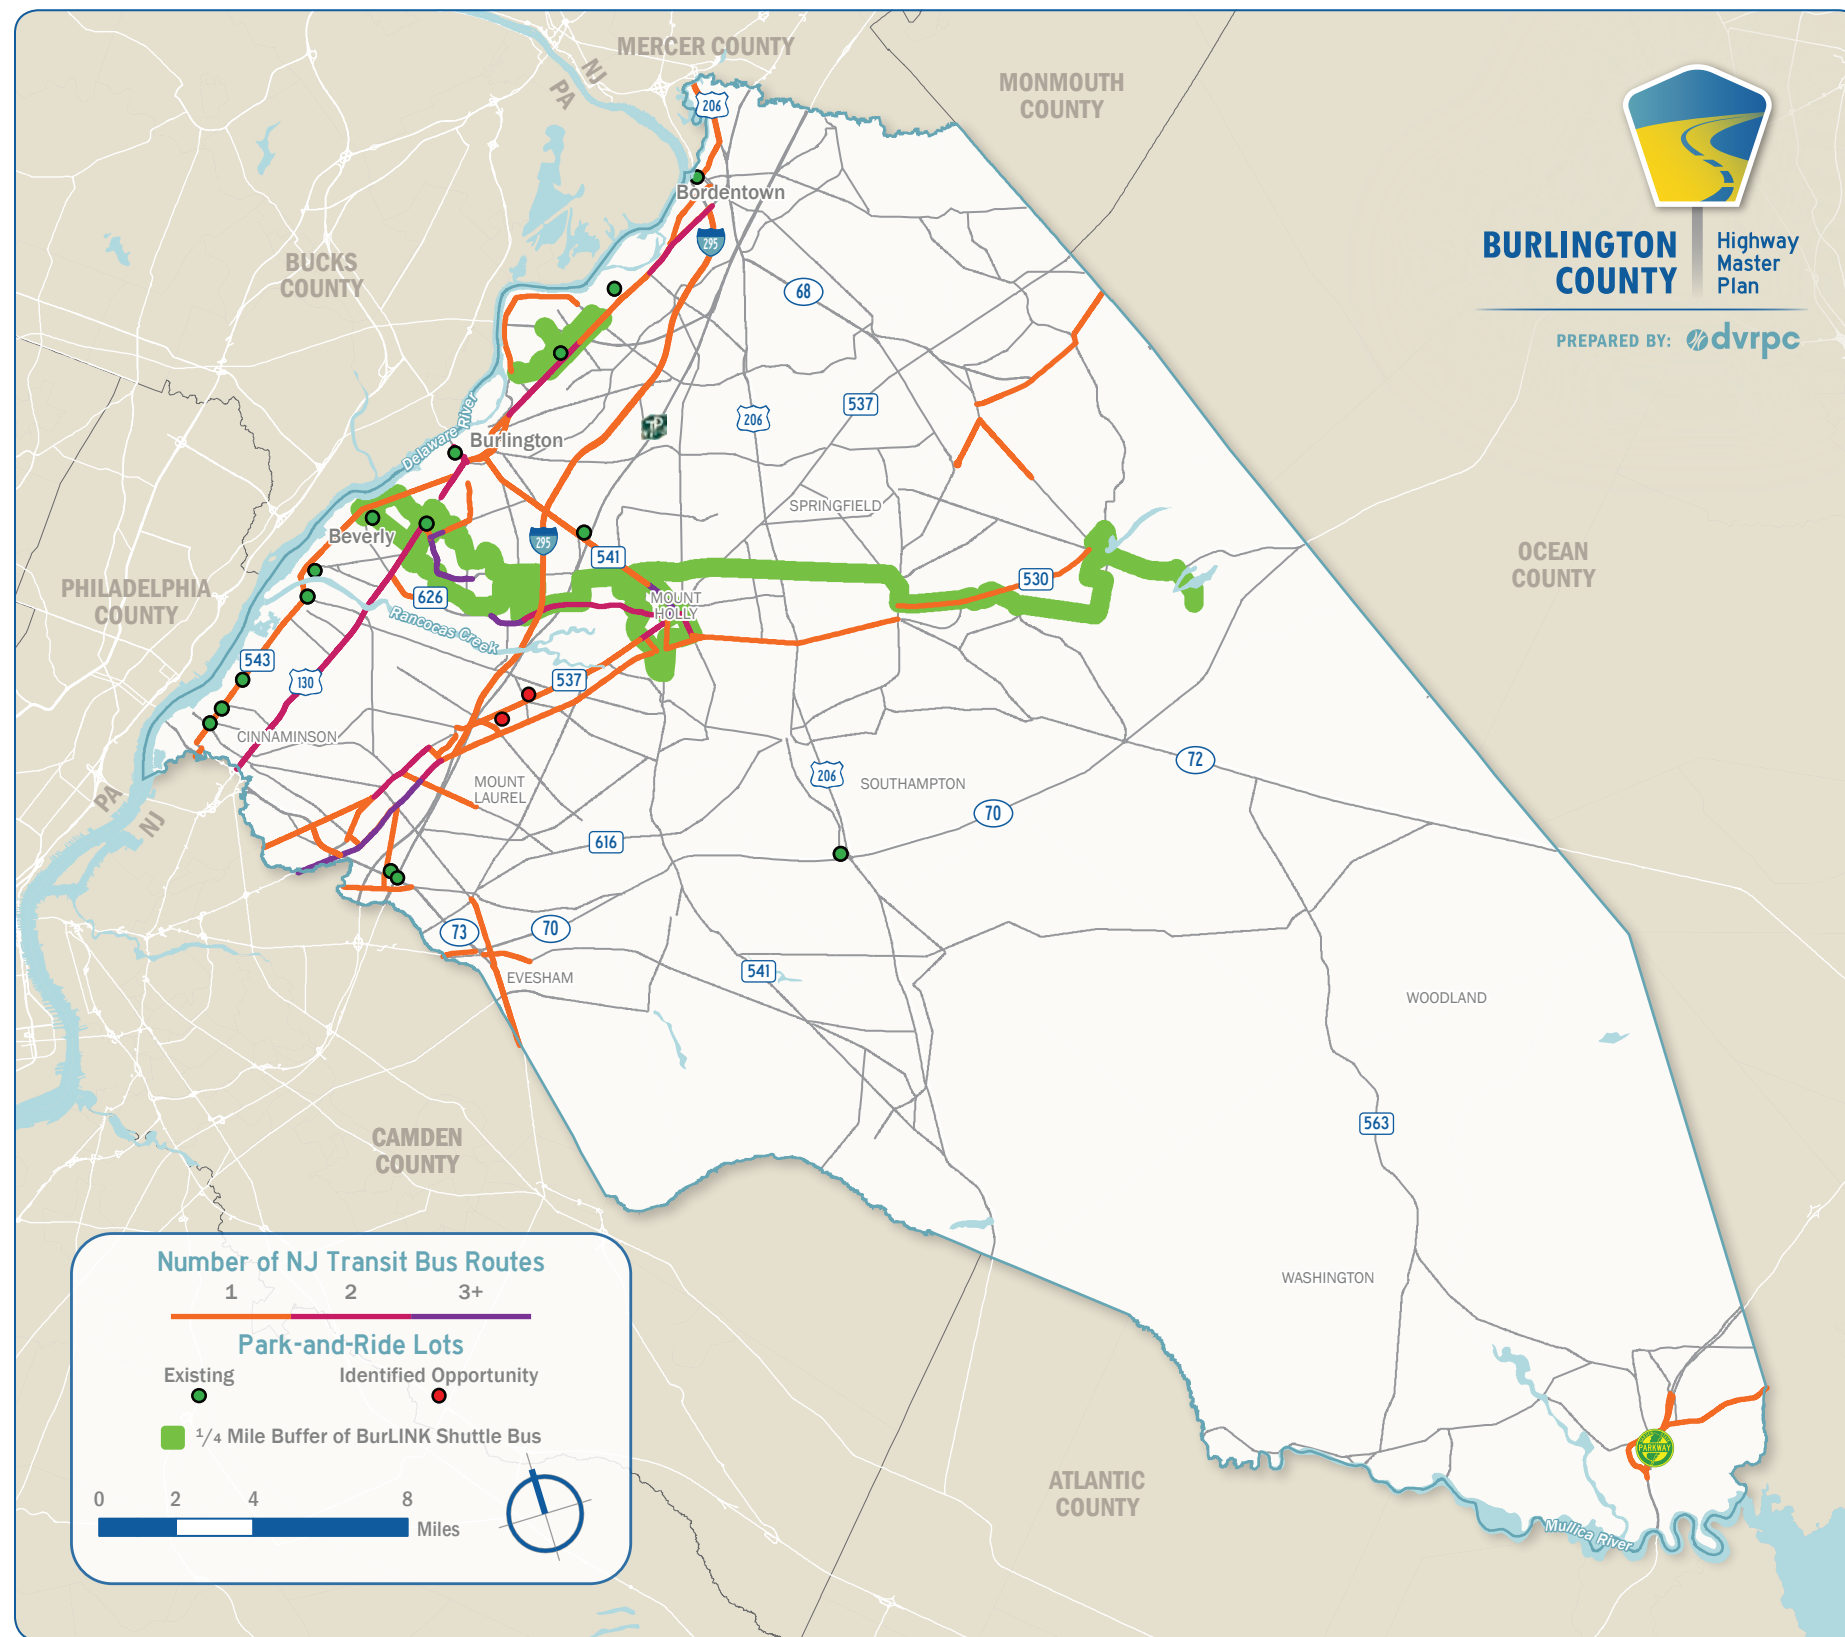 MERCER COUNTY
NJ
PA
MONMOUTH
COUNTY
206
BURLINGTON
COUNTY
Highway
Master
Plan
PREPARED BY: dvrpc
Bordentown
295
BUCKS
COUNTY
68
537
206
TP
Delaware River
Burlington
SPRINGFIELD
Beverly
295
541
OCEAN
COUNTY
PHILADELPHIA
COUNTY
530
626
MOUNT
HOLLY
Rancocas Creek
543
130
537
CINNAMINSON
72
206
SOUTHAMPTON
MOUNT
LAUREL
PA
NJ
70
616
73
70
541
EVESHAM
WOODLAND
563
CAMDEN
COUNTY
WASHINGTON
Number of NJ Transit Bus Routes
1 2 3+
Park-and-Ride Lots
Existing Identified Opportunity
1/4 Mile Buffer of BurLINK Shuttle Bus
0 2 4 8
Miles
PARKWAY
ATLANTIC
COUNTY
Mullica River